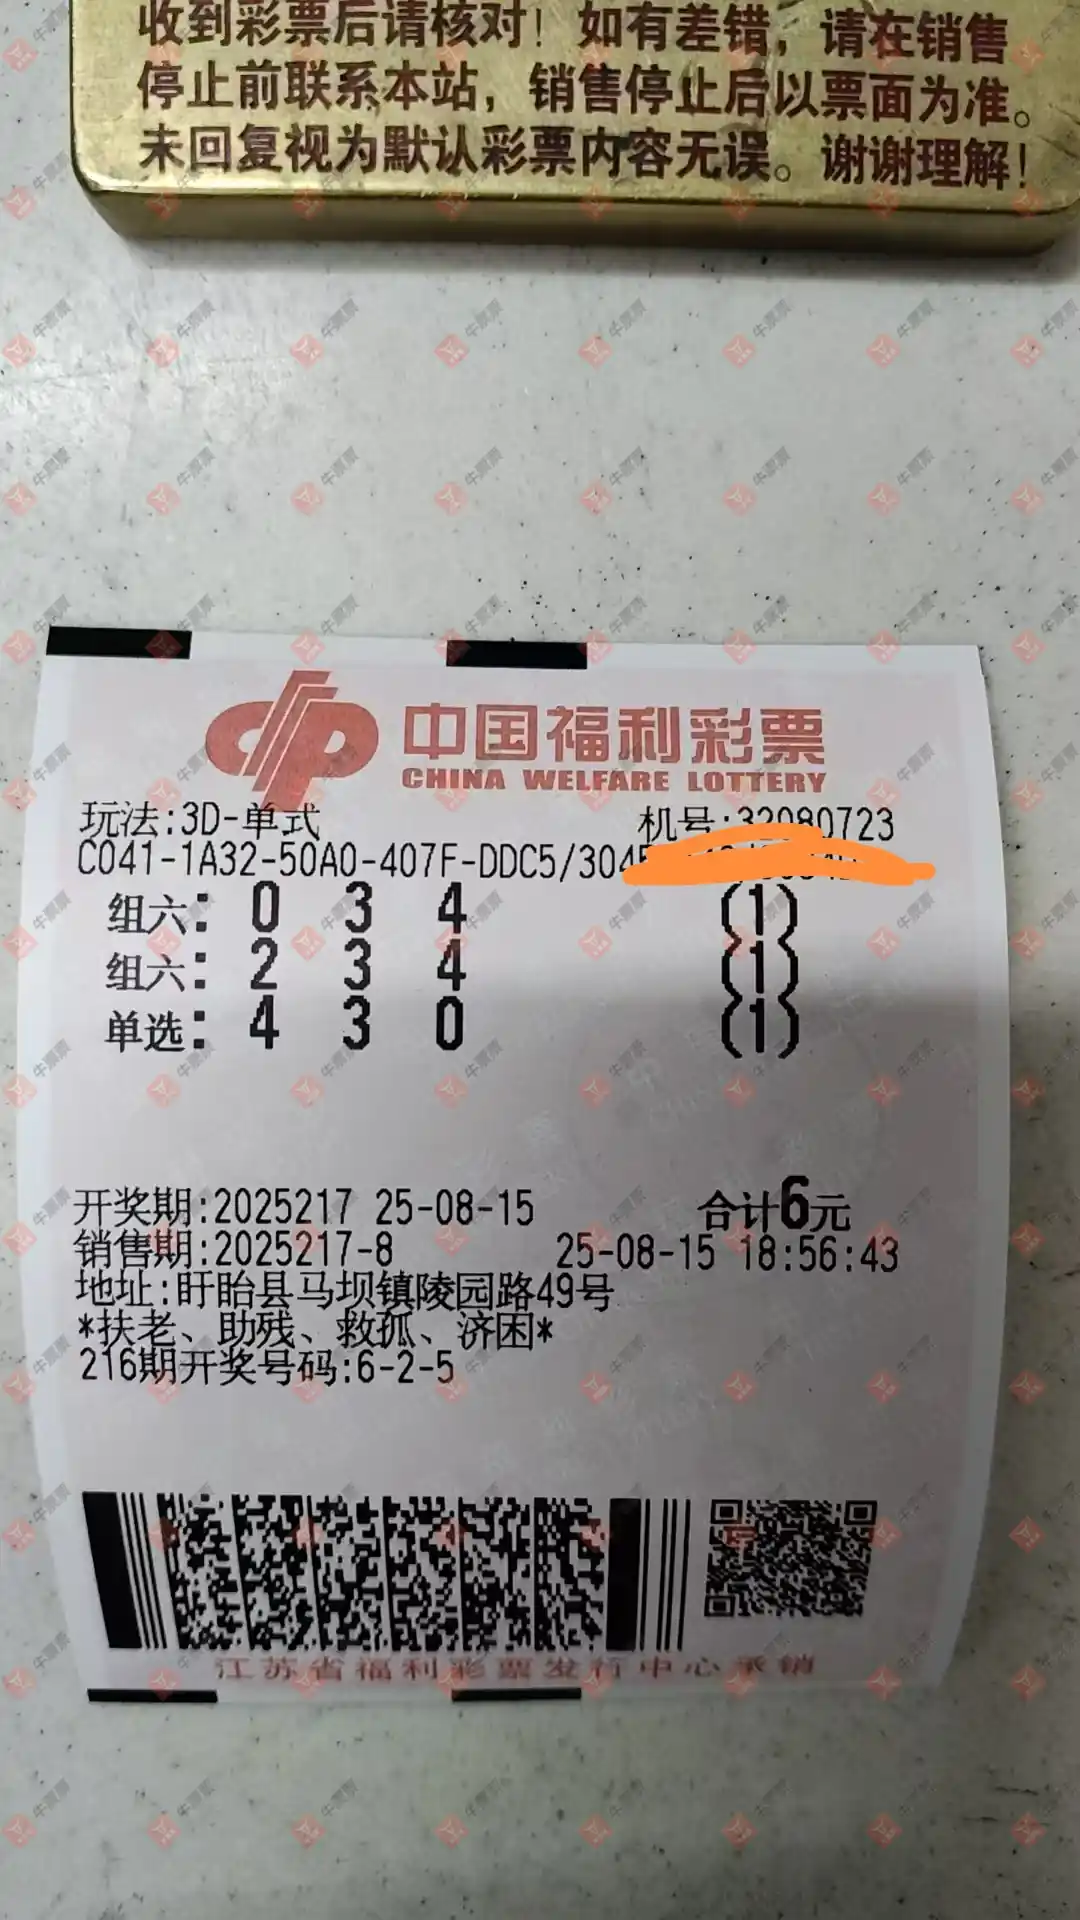 收到彩票后请核对！如有差错，请在销售
停止前联系本站，销售停止后以票面为准。
未回复视为默认彩票内容无误。谢谢理解！
中国福利彩票
CHINA WELFARE LOTTERY
玩法:3D-单式 机号:32080723
C041-1A32-50A0-407F-DDC5/304
组六: 0 3 4 (1)
组六: 2 3 4 (1)
单选: 4 3 0 (1)
开奖期:2025217 25-08-15 合计6元
销售期:2025217-8 25-08-15 18:56:43
地址:盱眙县马坝镇陵园路49号
*扶老、助残、救孤、济困*
216期开奖号码:6-2-5
江苏省福利彩票发行中心承销
牛票票